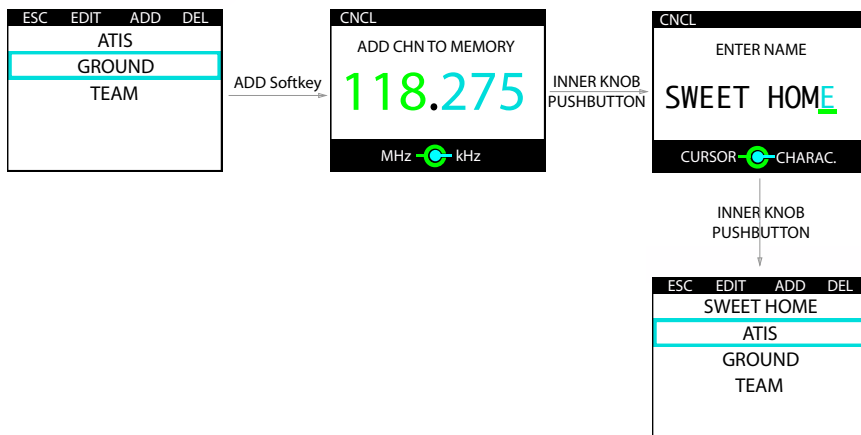 ESC EDIT ADD DEL
ATIS
GROUND
TEAM
ADD Softkey
CNCL
ADD CHN TO MEMORY
118.275
MHz kHz
INNER KNOB
PUSHBUTTON
CNCL
ENTER NAME
SWEET HOME
CURSOR CHARAC.
INNER KNOB
PUSHBUTTON
ESC EDIT ADD DEL
SWEET HOME
ATIS
GROUND
TEAM